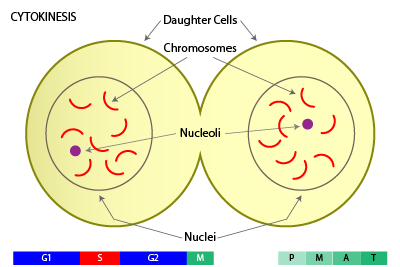 CYTOKINESIS
Daughter Cells
Chromosomes
Nucleoli
Nuclei
G1 S G2 M
P M A T